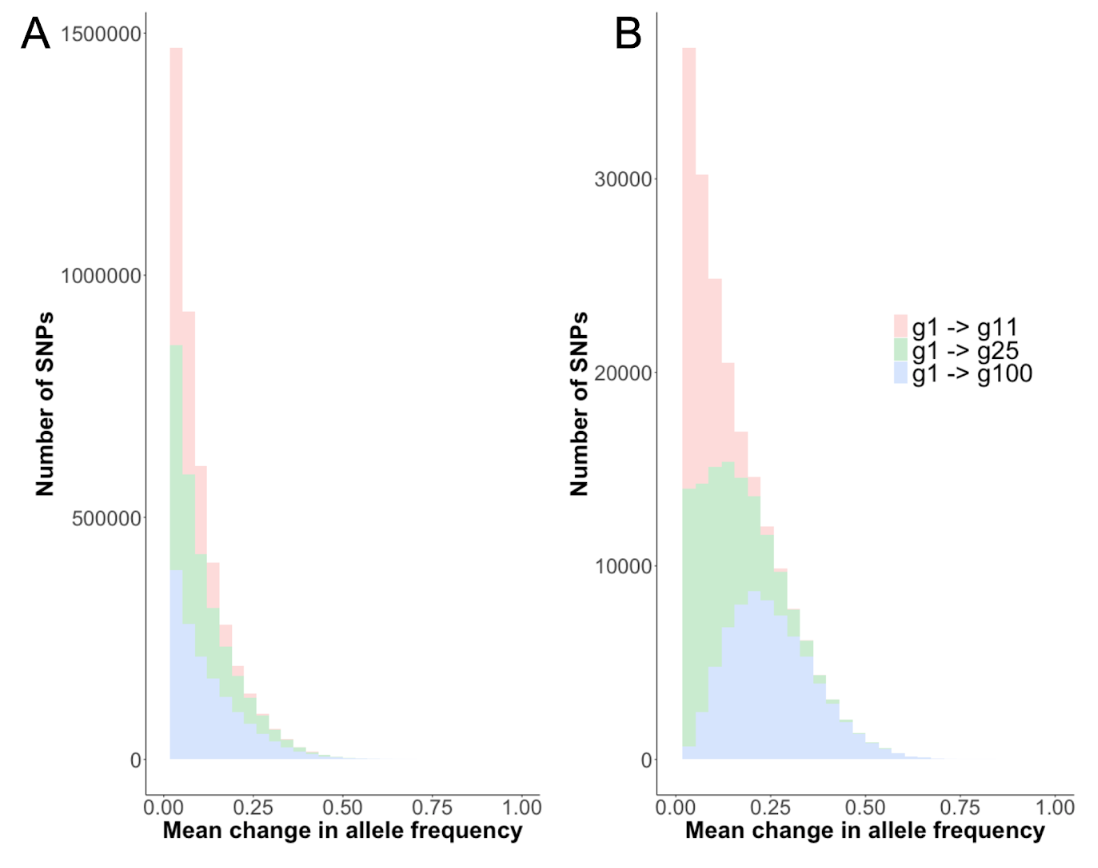 A
1500000
1000000
500000
0
Number of SNPs
0.00 0.25 0.50 0.75 1.00
Mean change in allele frequency
B
30000
20000
10000
0
Number of SNPs
0.00 0.25 0.50 0.75 1.00
Mean change in allele frequency
g1 -> g11
g1 -> g25
g1 -> g100